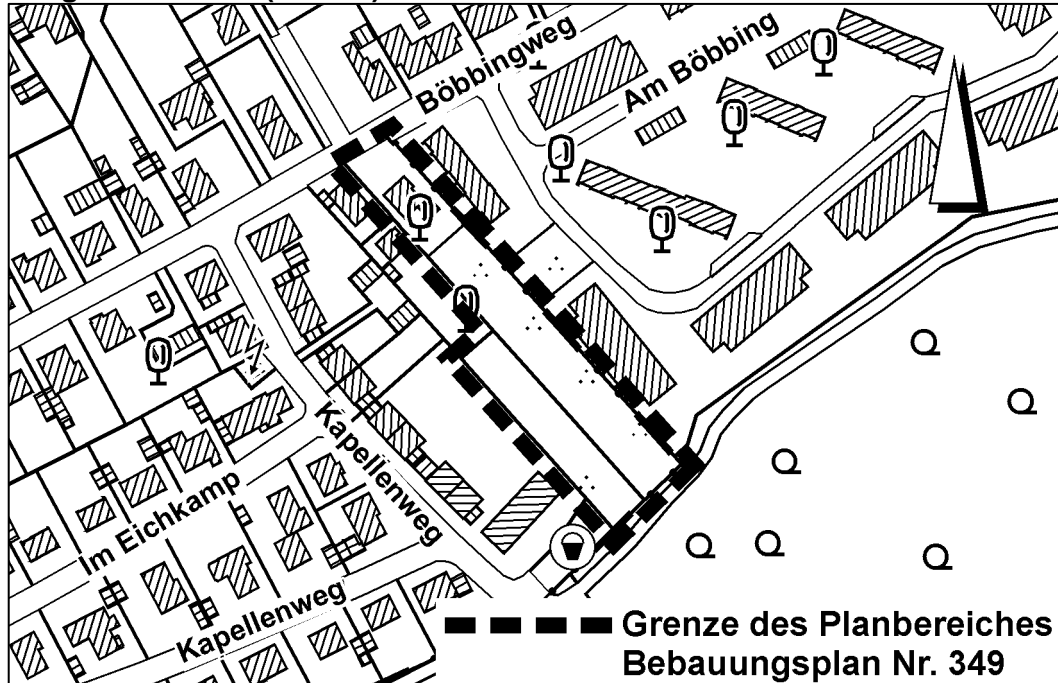 Böbbingweg
Am Böbbing
Kapellenweg
Im Eichkamp
Kapellenweg
Grenze des Planbereiches
Bebauungsplan Nr. 349